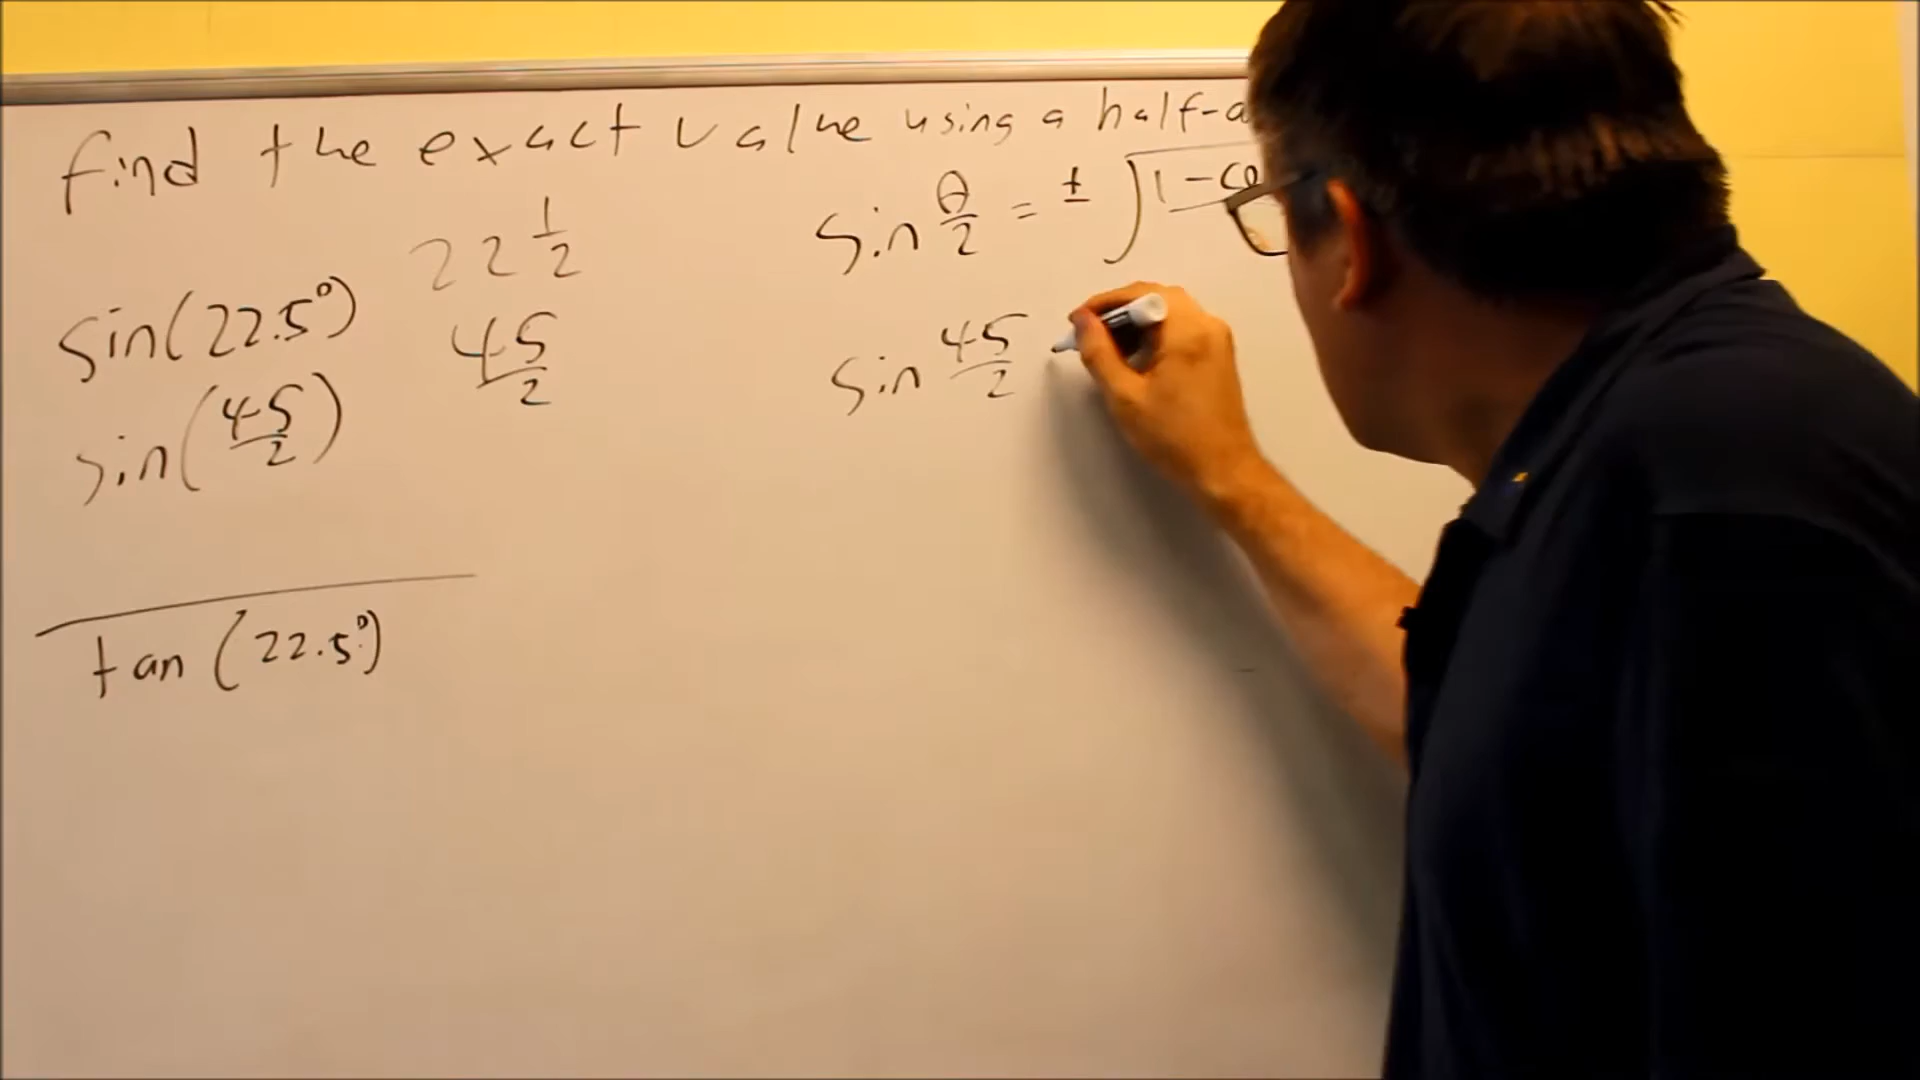 find the exact value using a half-a
22 1/2
sin(22.5°)
45/2
sin(45/2)
tan(22.5°)
sin θ/2 = ± √1-co
sin 45/2